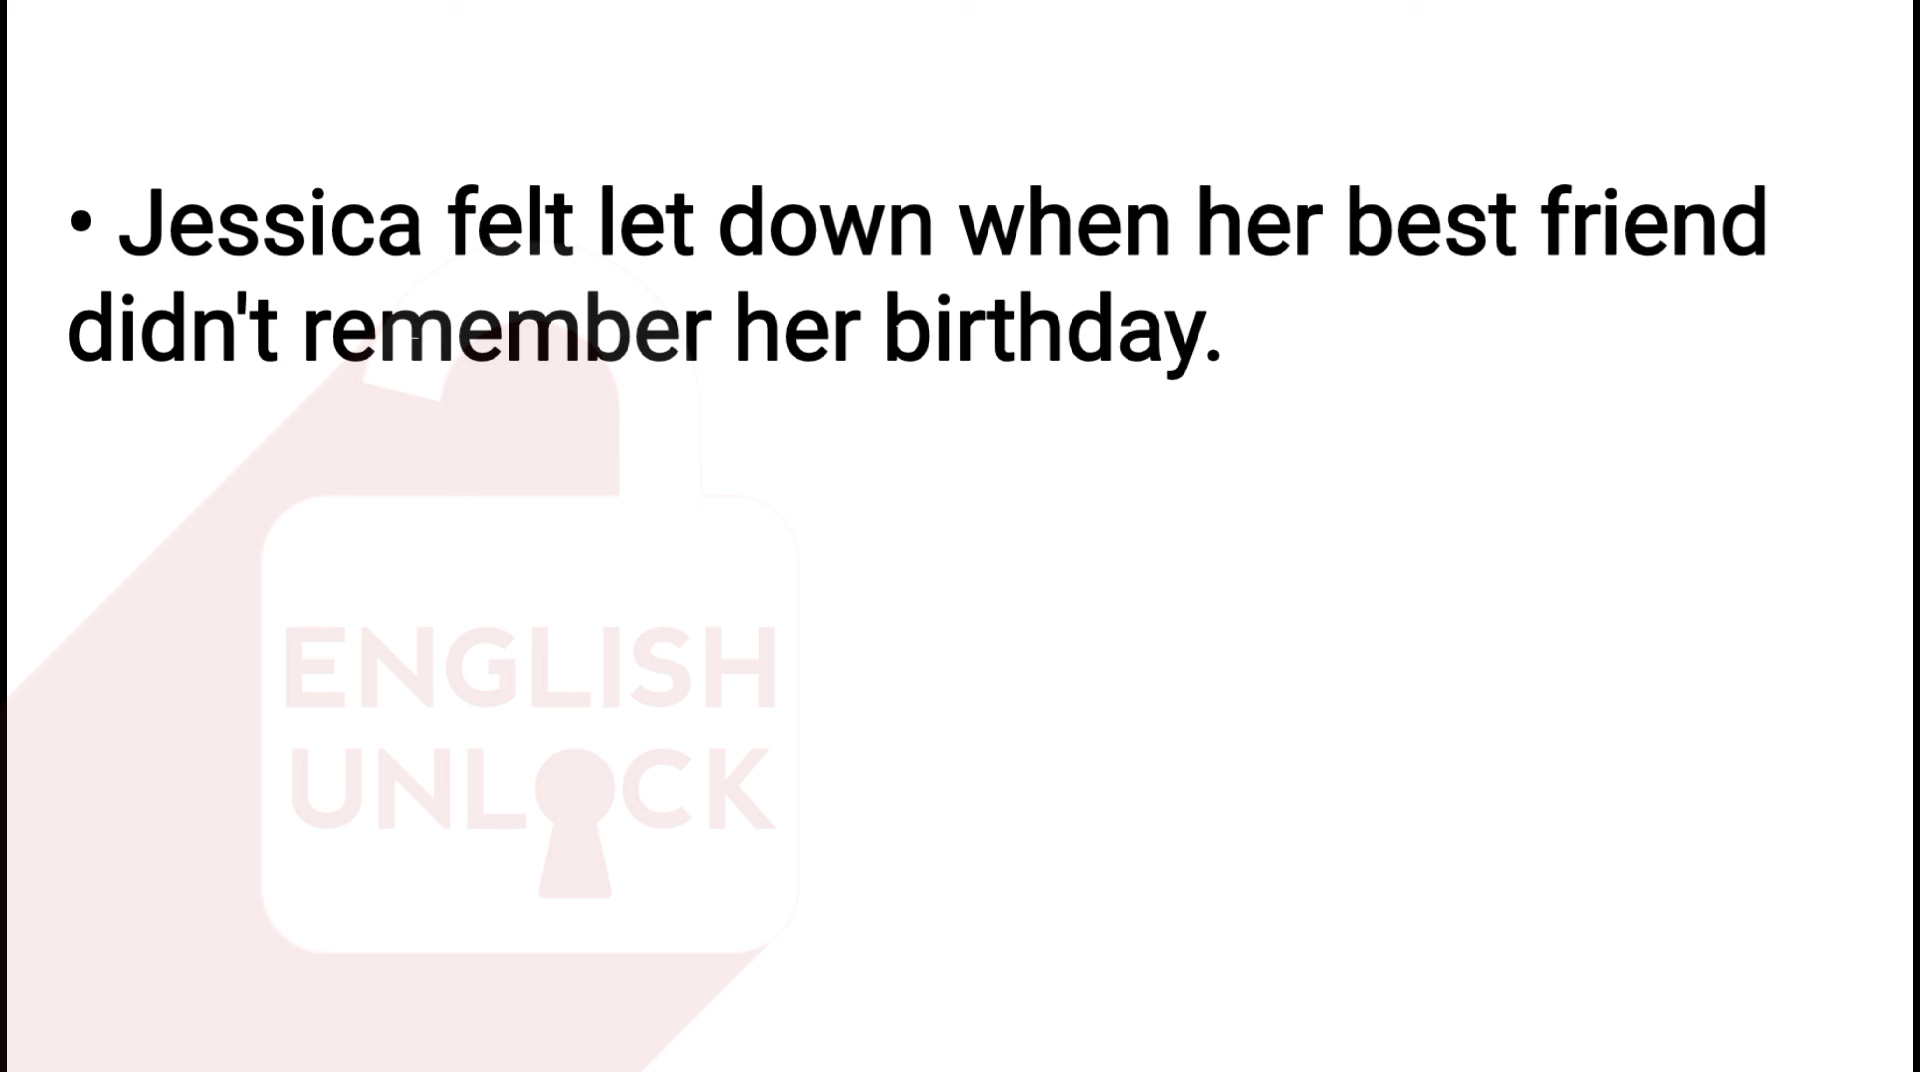 • Jessica felt let down when her best friend
didn't remember her birthday.
ENGLISH
UNLOCK